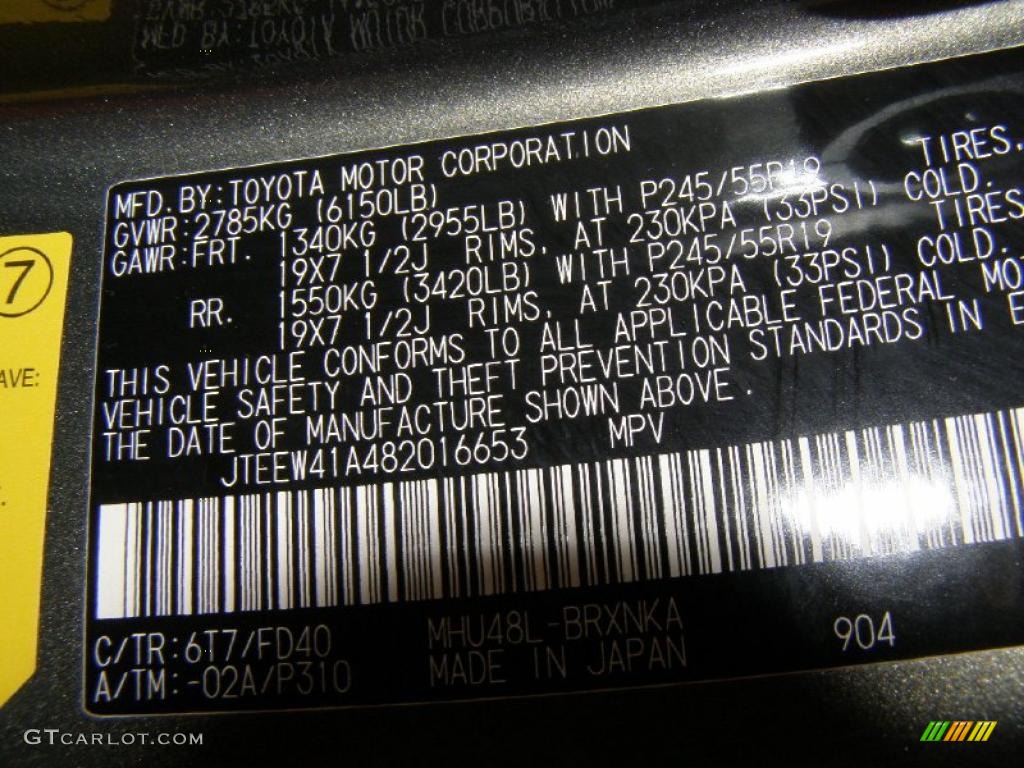 MFD. BY: TOYOTA MOTOR CORPORATION
GVWR: 2785KG (6150LB)
GAWR: FRT. 1340KG (2955LB) WITH P245/55R19 TIRES,
19X7 1/2J RIMS, AT 230KPA (33PSI) COLD.
RR. 1550KG (3420LB) WITH P245/55R19 TIRES
19X7 1/2J RIMS, AT 230KPA (33PSI) COLD.
THIS VEHICLE CONFORMS TO ALL APPLICABLE FEDERAL MO
VEHICLE SAFETY AND THEFT PREVENTION STANDARDS IN E
THE DATE OF MANUFACTURE SHOWN ABOVE.
JTEEW41A482016653 MPV
C/TR: 6T7/FD40 MHU48L-BRXNKA 904
A/TM: -02A/P310 MADE IN JAPAN
7
AVE:
GTCARLOT.COM